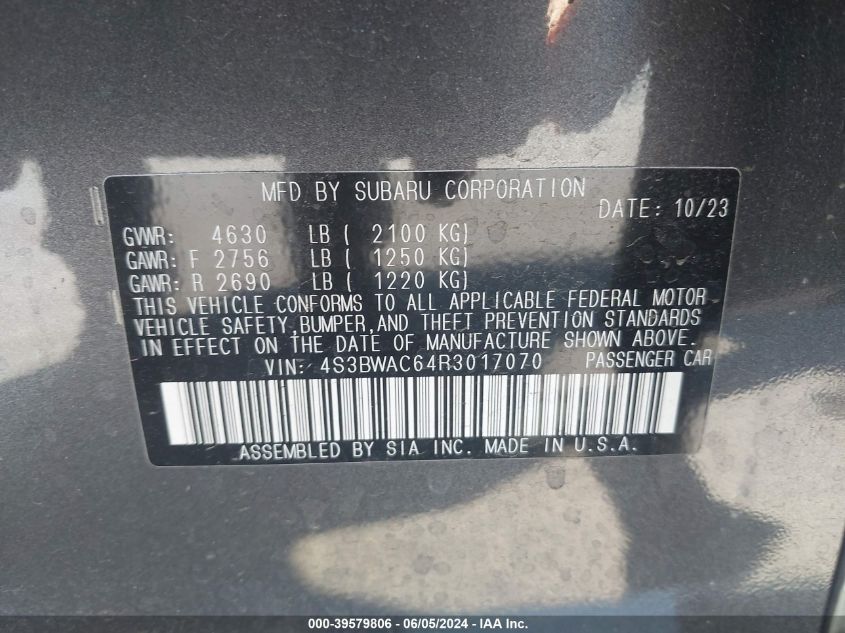 MFD BY SUBARU CORPORATION
DATE: 10/23
GVWR: 4630 LB ( 2100 KG)
GAWR: F 2756 LB ( 1250 KG)
GAWR: R 2690 LB ( 1220 KG)
THIS VEHICLE CONFORMS TO ALL APPLICABLE FEDERAL MOTOR
VEHICLE SAFETY,BUMPER,AND THEFT PREVENTION STANDARDS
IN EFFECT ON THE DATE OF MANUFACTURE SHOWN ABOVE.
VIN: 4S3BWAC64R3017070 PASSENGER CAR
ASSEMBLED BY SIA INC. MADE IN U.S.A.
000-39579806 - 06/05/2024 - IAA Inc.